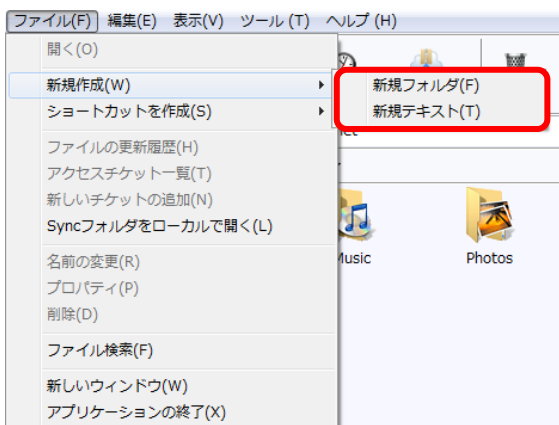 ファイル(F) 編集(E) 表示(V) ツール (T) ヘルプ (H)
開く(O)
新規作成(W)
新規フォルダ(F)
ショートカットを作成(S)
新規テキスト(T)
ファイルの更新履歴(H)
アクセスチケット一覧(T)
新しいチケットの追加(N)
Syncフォルダをローカルで開く(L)
名前の変更(R)
Music
Photos
プロパティ(P)
削除(D)
ファイル検索(F)
新しいウィンドウ(W)
アプリケーションの終了(X)